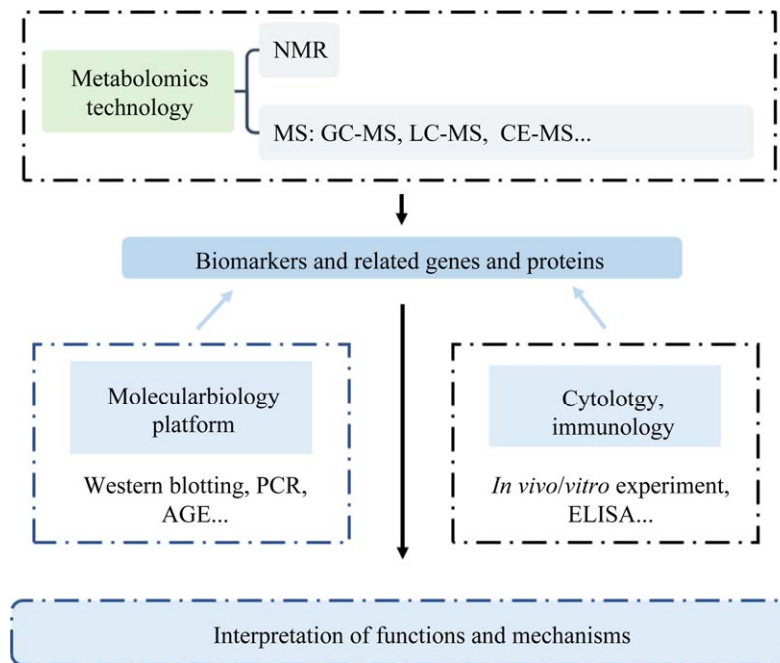 NMR
Metabolomics
technology
MS: GC-MS, LC-MS, CE-MS...
Biomarkers and related genes and proteins
Molecularbiology
platform
Western blotting, PCR,
AGE...
Cytolotgy,
immunology
In vivo/vitro experiment,
ELISA...
Interpretation of functions and mechanisms